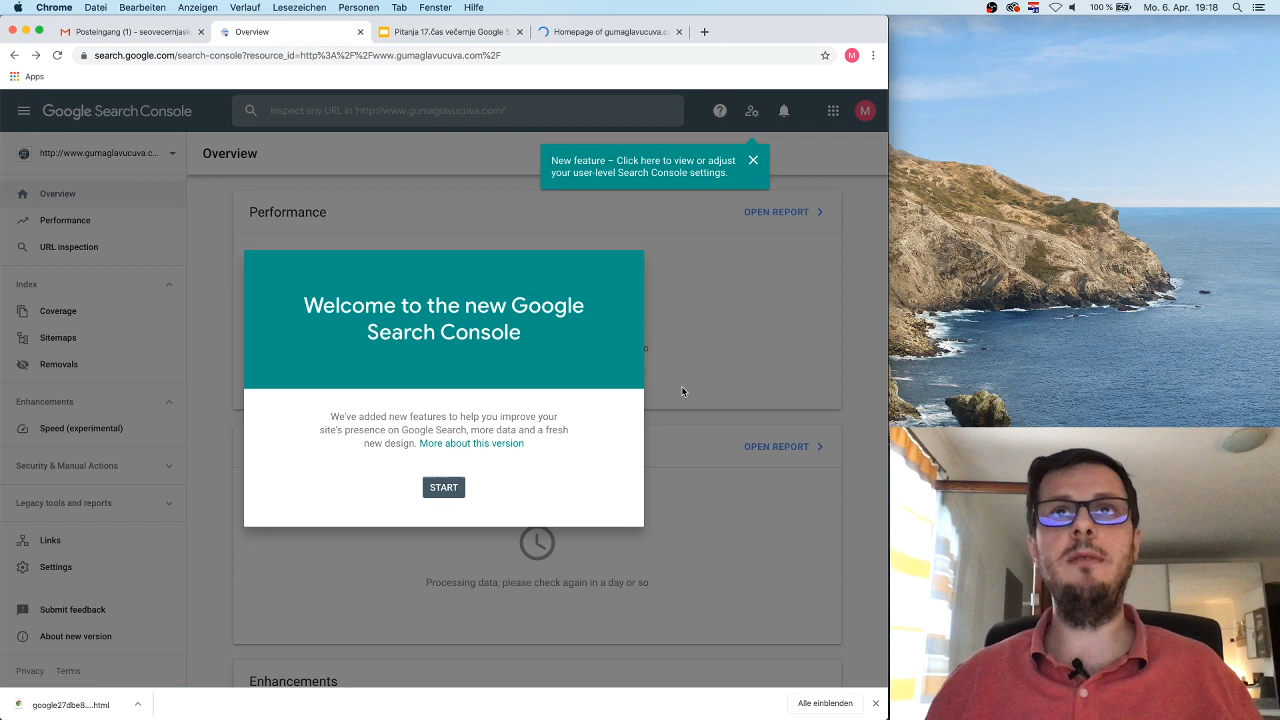 Chrome Datei Bearbeiten Anzeigen Verlauf Lesezeichen Personen Tab Fenster Hilfe 100 % Mo. 6. Apr. 19:18
Posteingang (1) - seovecernjask
Overview
Pitanja 17.čas večernje Google S
Homepage of gumaglavucuva.co
search.google.com/search-console?resource_id=http%3A%2F%2Fwww.gumaglavucuva.com%2F
M
Apps
Google Search Console
Inspect any URL in 'http://www.gumaglavucuva.com/'
M
http://www.gumaglavucuva.c...
Overview
New feature – Click here to view or adjust
your user-level Search Console settings.
Overview
Performance
URL inspection
Index
Coverage
Sitemaps
Removals
Enhancements
Speed (experimental)
Security & Manual Actions
Legacy tools and reports
Links
Settings
Submit feedback
About new version
Privacy Terms
Performance
OPEN REPORT
Welcome to the new Google
Search Console
We've added new features to help you improve your
site's presence on Google Search, more data and a fresh
new design. More about this version
START
OPEN REPORT
Processing data, please check again in a day or so
Enhancements
google27dbe8....html
Alle einblenden